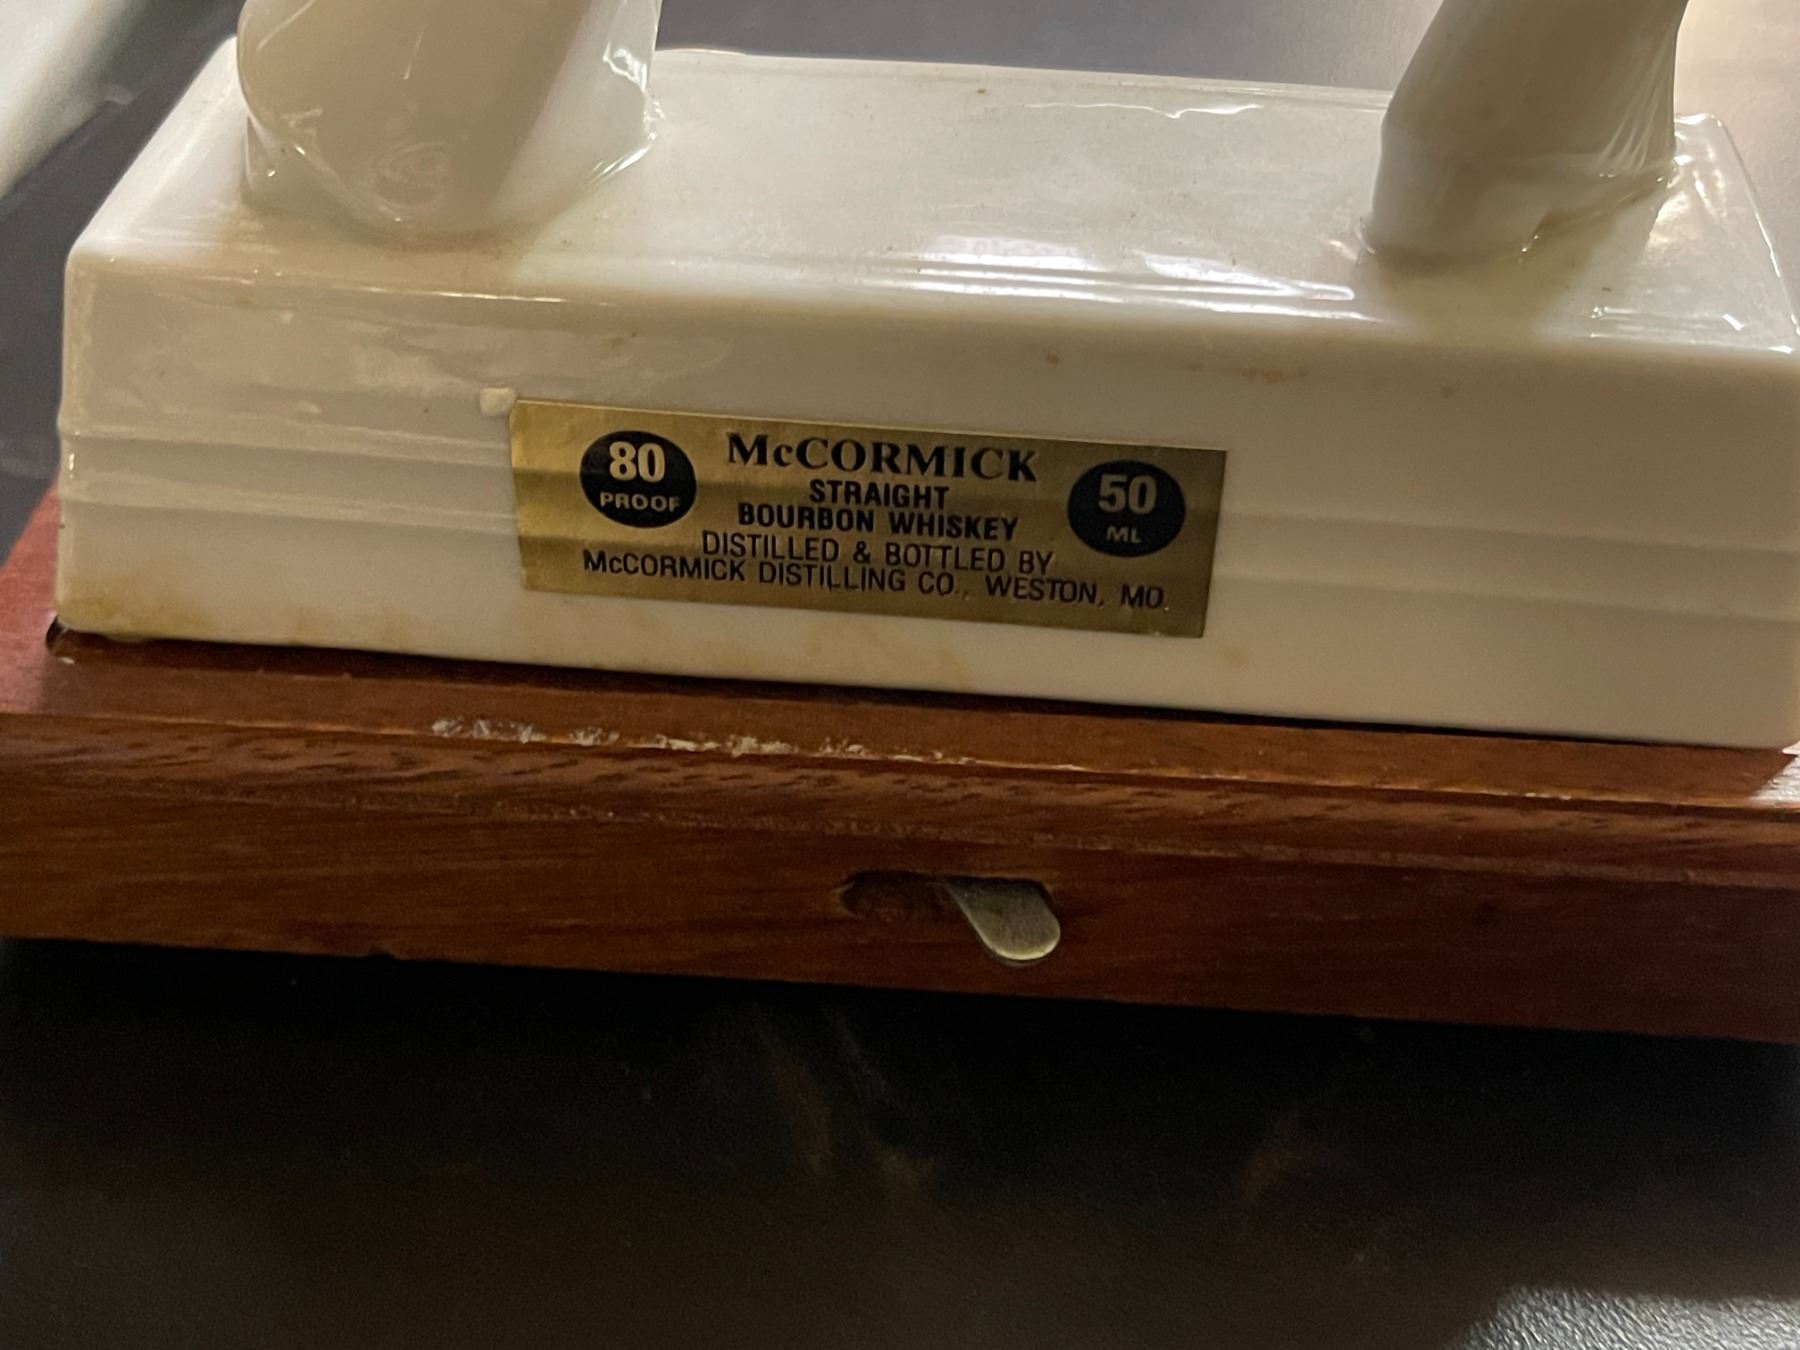 80
PROOF
McCORMICK
STRAIGHT
BOURBON WHISKEY
DISTILLED & BOTTLED BY
McCORMICK DISTILLING CO., WESTON, MO.
50
ML